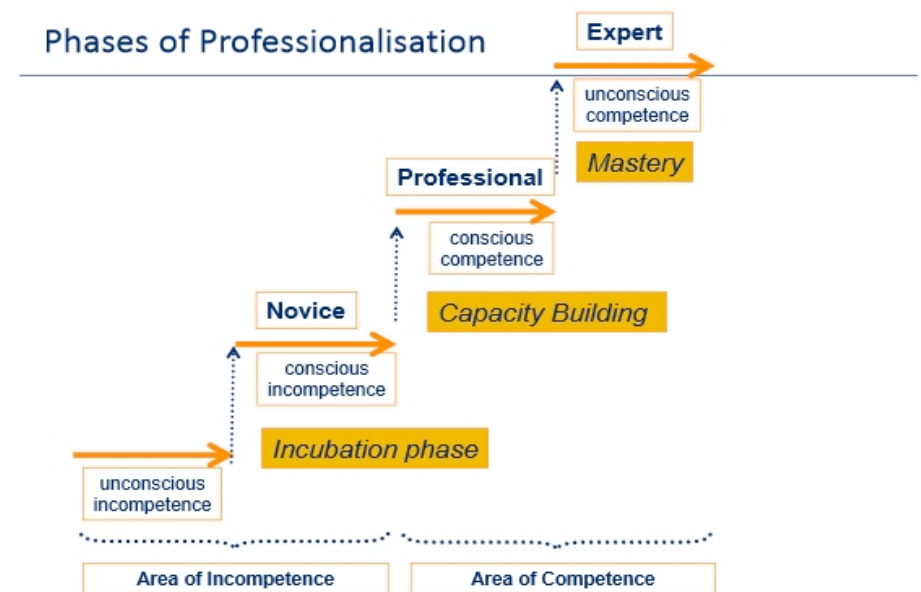 Phases of Professionalisation
Expert
unconscious
competence
Mastery
Professional
conscious
competence
Capacity Building
Novice
conscious
incompetence
Incubation phase
unconscious
incompetence
Area of Incompetence
Area of Competence